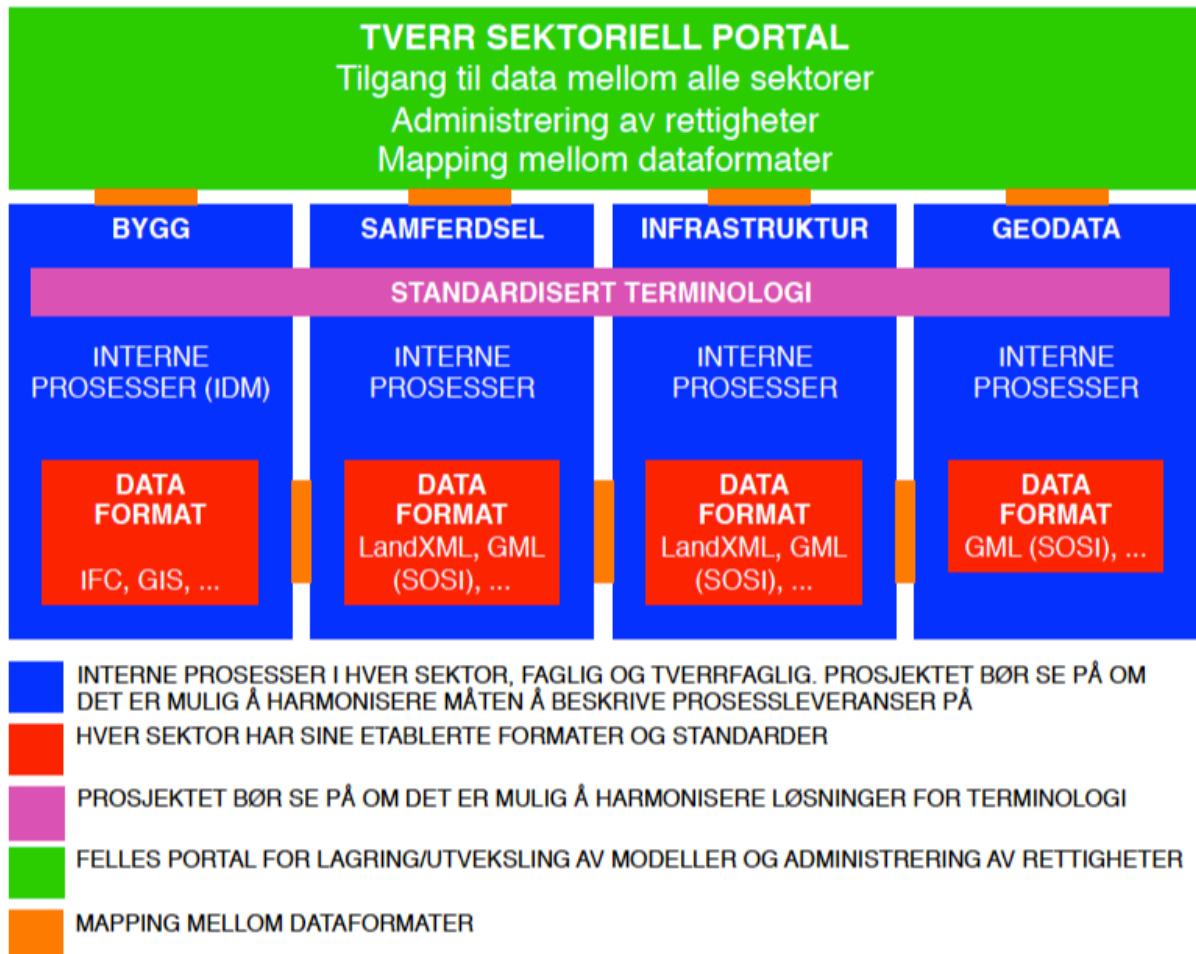 TVERR SEKTORIELL PORTAL
Tilgang til data mellom alle sektorer
Administrering av rettigheter
Mapping mellom dataformater
BYGG
SAMFERDSEL
INFRASTRUKTUR
GEODATA
STANDARDISERT TERMINOLOGI
INTERNE
PROSESSER (IDM)
INTERNE
PROSESSER
INTERNE
PROSESSER
INTERNE
PROSESSER
DATA
FORMAT
IFC, GIS, ...
DATA
FORMAT
LandXML, GML
(SOSI), ...
DATA
FORMAT
LandXML, GML
(SOSI), ...
DATA
FORMAT
GML (SOSI), ...
INTERNE PROSESSER I HVER SEKTOR, FAGLIG OG TVERRFAGLIG. PROSJEKTET BØR SE PÅ OM
DET ER MULIG Å HARMONISERE MÅTEN Å BESKRIVE PROSESSLEVERANSER PÅ
HVER SEKTOR HAR SINE ETABLERTE FORMATER OG STANDARDER
PROSJEKTET BØR SE PÅ OM DET ER MULIG Å HARMONISERE LØSNINGER FOR TERMINOLOGI
FELLES PORTAL FOR LAGRING/UTVEKSLING AV MODELLER OG ADMINISTRERING AV RETTIGHETER
MAPPING MELLOM DATAFORMATER